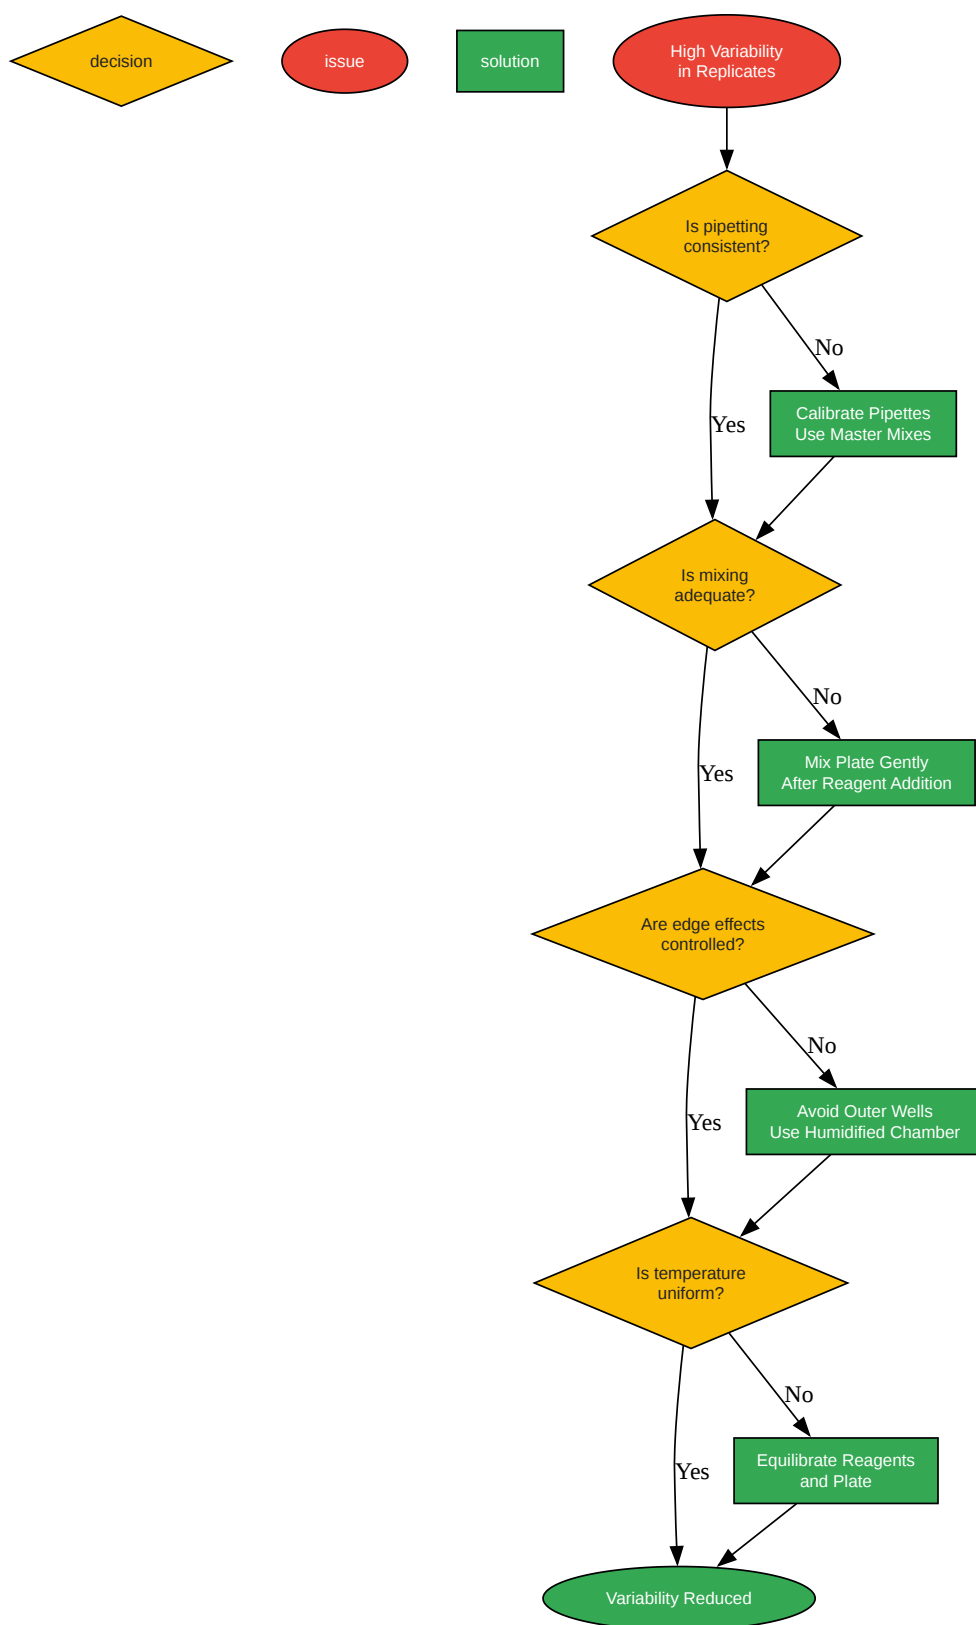 decision
issue
solution
High Variability
in Replicates
Is pipetting
consistent?
No
Calibrate Pipettes
Use Master Mixes
Yes
Is mixing
adequate?
No
Mix Plate Gently
After Reagent Addition
Yes
Are edge effects
controlled?
No
Avoid Outer Wells
Use Humidified Chamber
Yes
Is temperature
uniform?
No
Equilibrate Reagents
and Plate
Yes
Variability Reduced